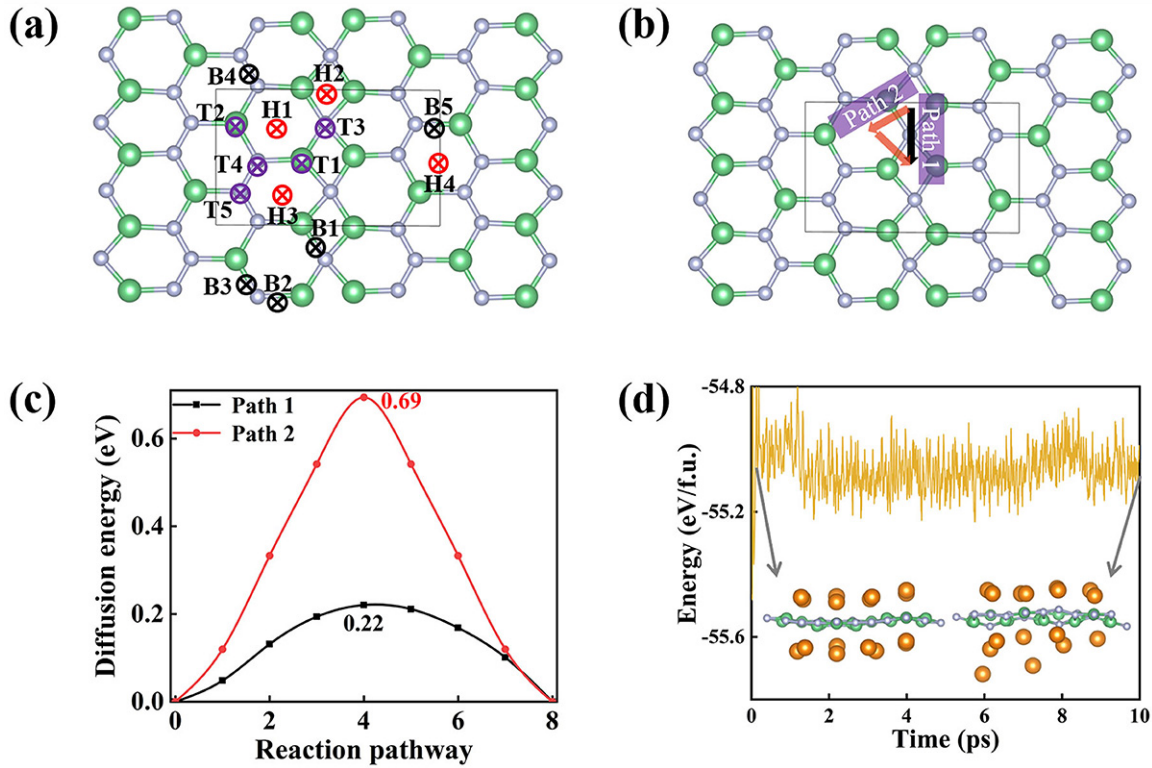 (a)
B4
H2
T2
H1
T3
B5
T4
T1
H4
T5
H3
B1
B3
B2
(b)
Path 2
Path 1
(c)
Diffusion energy (eV)
0.6
0.4
0.2
0.0
Path 1
Path 2
0.69
0.22
0 2 4 6 8
Reaction pathway
(d)
Energy (eV/f.u.)
-54.8
-55.2
-55.6
0 2 4 6 8 10
Time (ps)